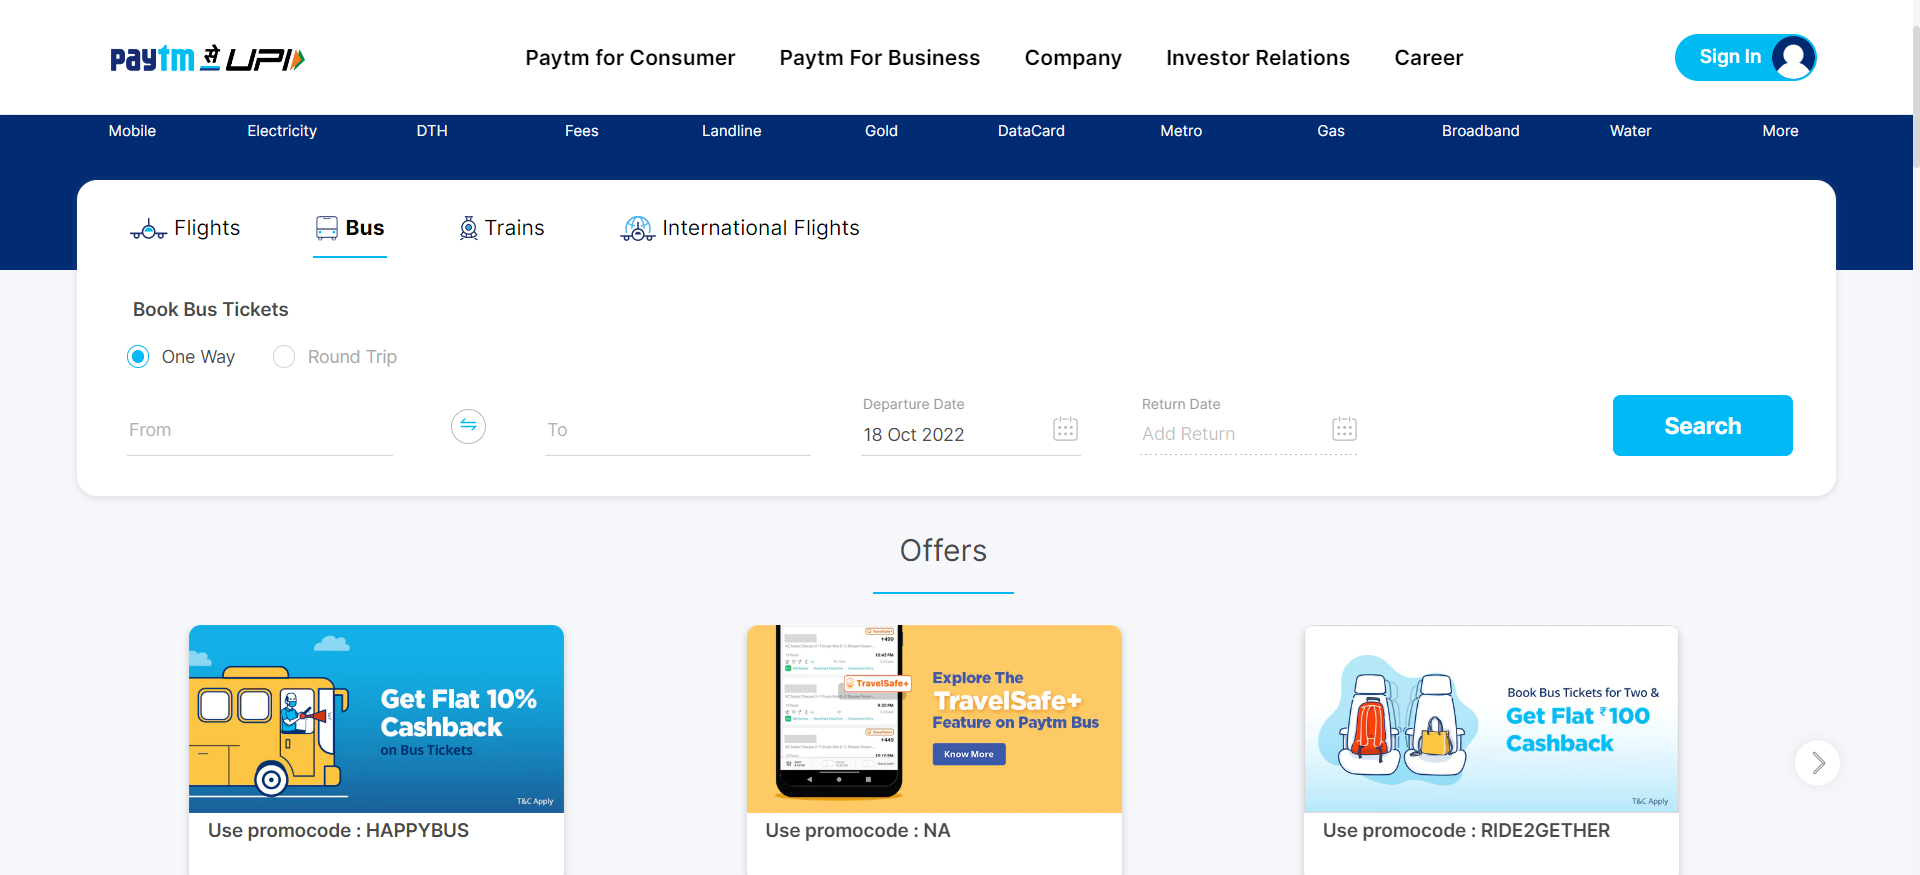 paytm से UPI
Paytm for Consumer
Paytm For Business
Company
Investor Relations
Career
Sign In
Mobile
Electricity
DTH
Fees
Landline
Gold
DataCard
Metro
Gas
Broadband
Water
More
Flights
Bus
Trains
International Flights
Book Bus Tickets
One Way
Round Trip
From
To
Departure Date
18 Oct 2022
Return Date
Add Return
Search
Offers
Get Flat 10%
Cashback
on Bus Tickets
T&C Apply
Use promocode : HAPPYBUS
TravelSafe+
Explore The
TravelSafe+
Feature on Paytm Bus
Know More
Use promocode : NA
Book Bus Tickets for Two &
Get Flat ₹100
Cashback
T&C Apply
Use promocode : RIDE2GETHER